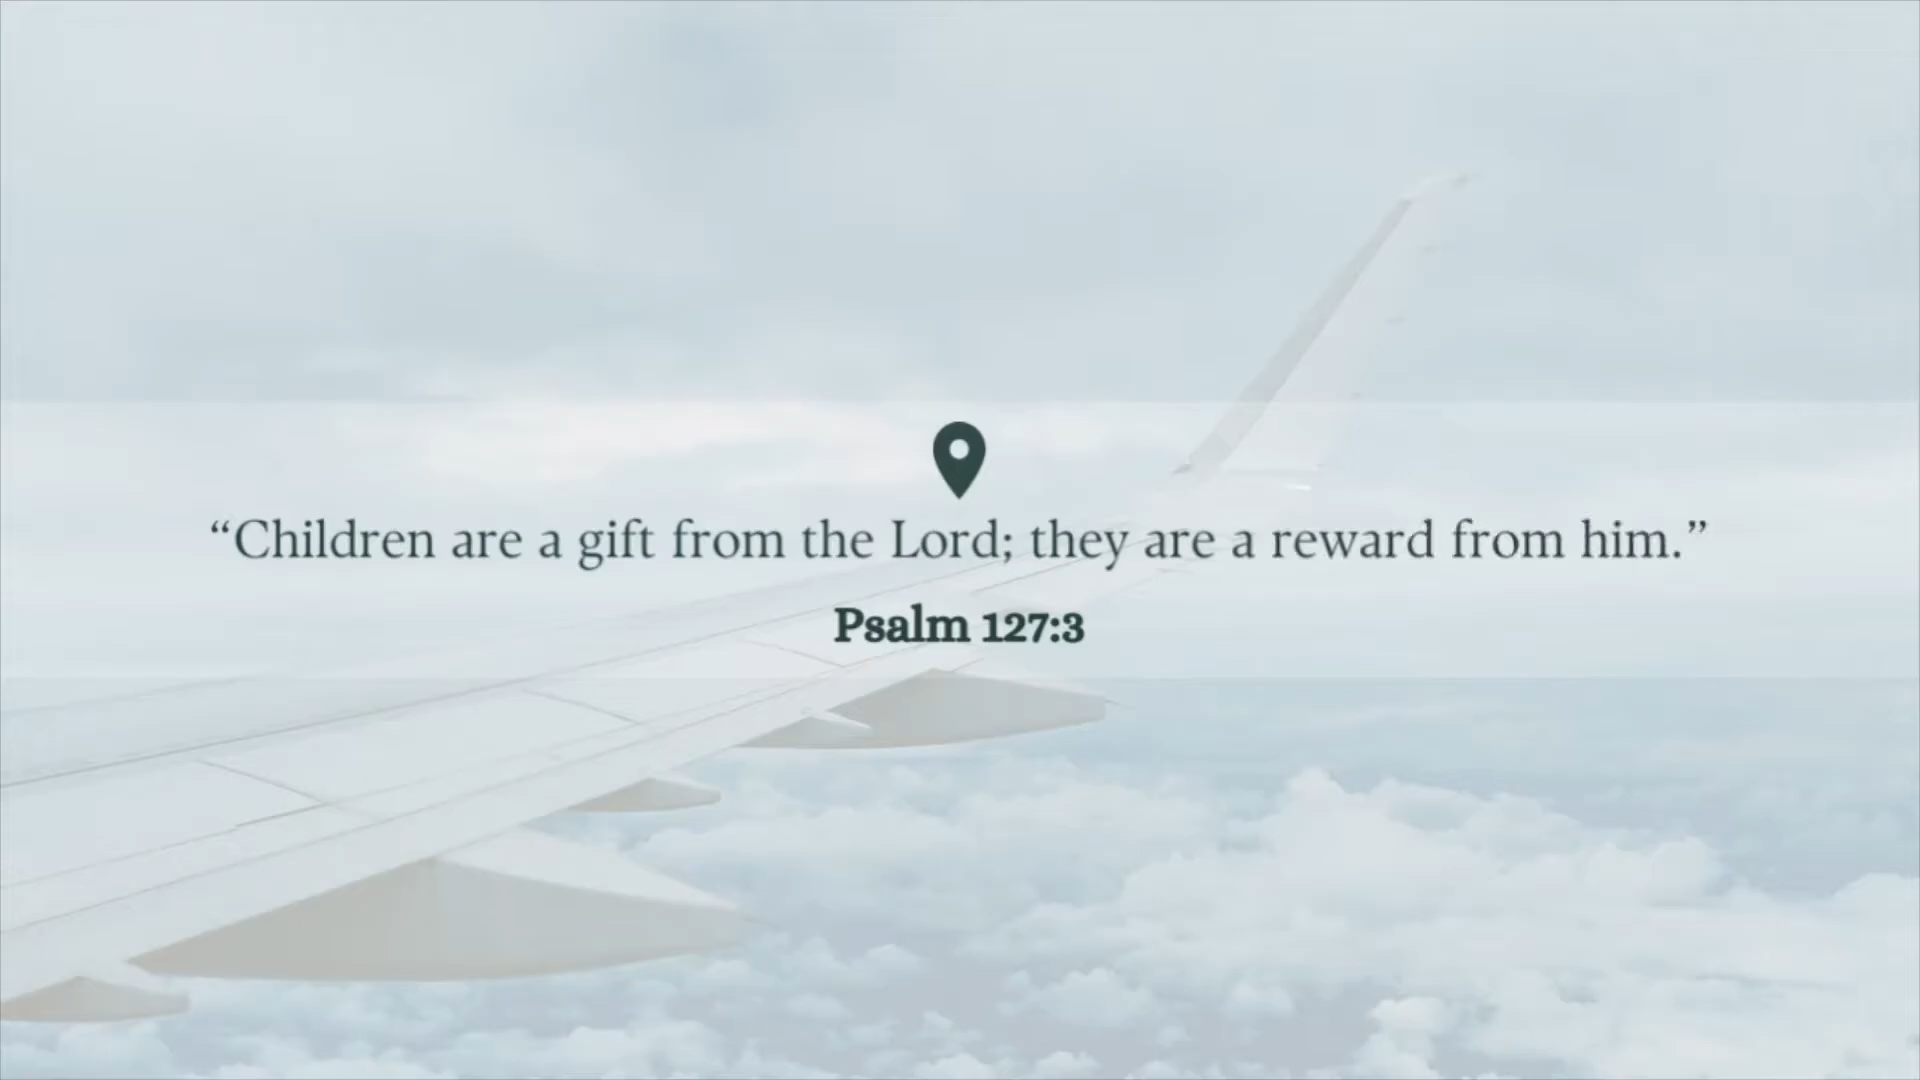 “Children are a gift from the Lord; they are a reward from him.”
Psalm 127:3